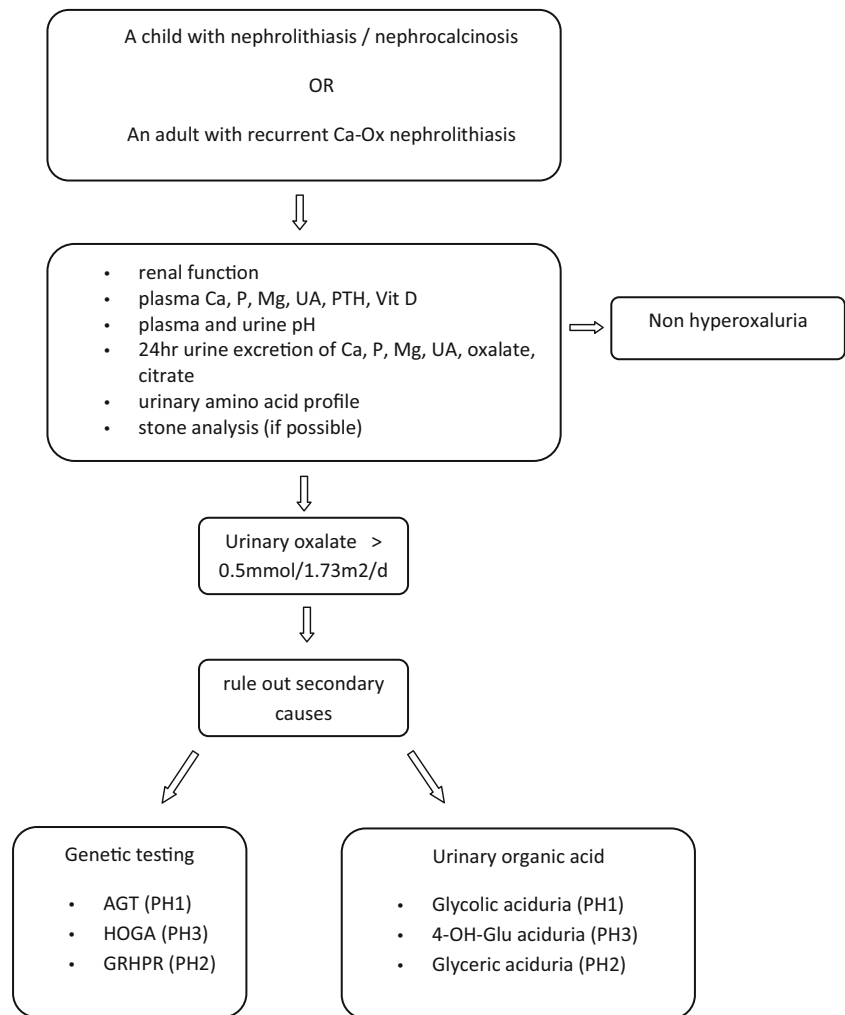 A child with nephrolithiasis / nephrocalcinosis
OR
An adult with recurrent Ca-Ox nephrolithiasis
• renal function
• plasma Ca, P, Mg, UA, PTH, Vit D
• plasma and urine pH
• 24hr urine excretion of Ca, P, Mg, UA, oxalate,
citrate
• urinary amino acid profile
• stone analysis (if possible)
Non hyperoxaluria
Urinary oxalate >
0.5mmol/1.73m2/d
rule out secondary
causes
Genetic testing
• AGT (PH1)
• HOGA (PH3)
• GRHPR (PH2)
Urinary organic acid
• Glycolic aciduria (PH1)
• 4-OH-Glu aciduria (PH3)
• Glyceric aciduria (PH2)